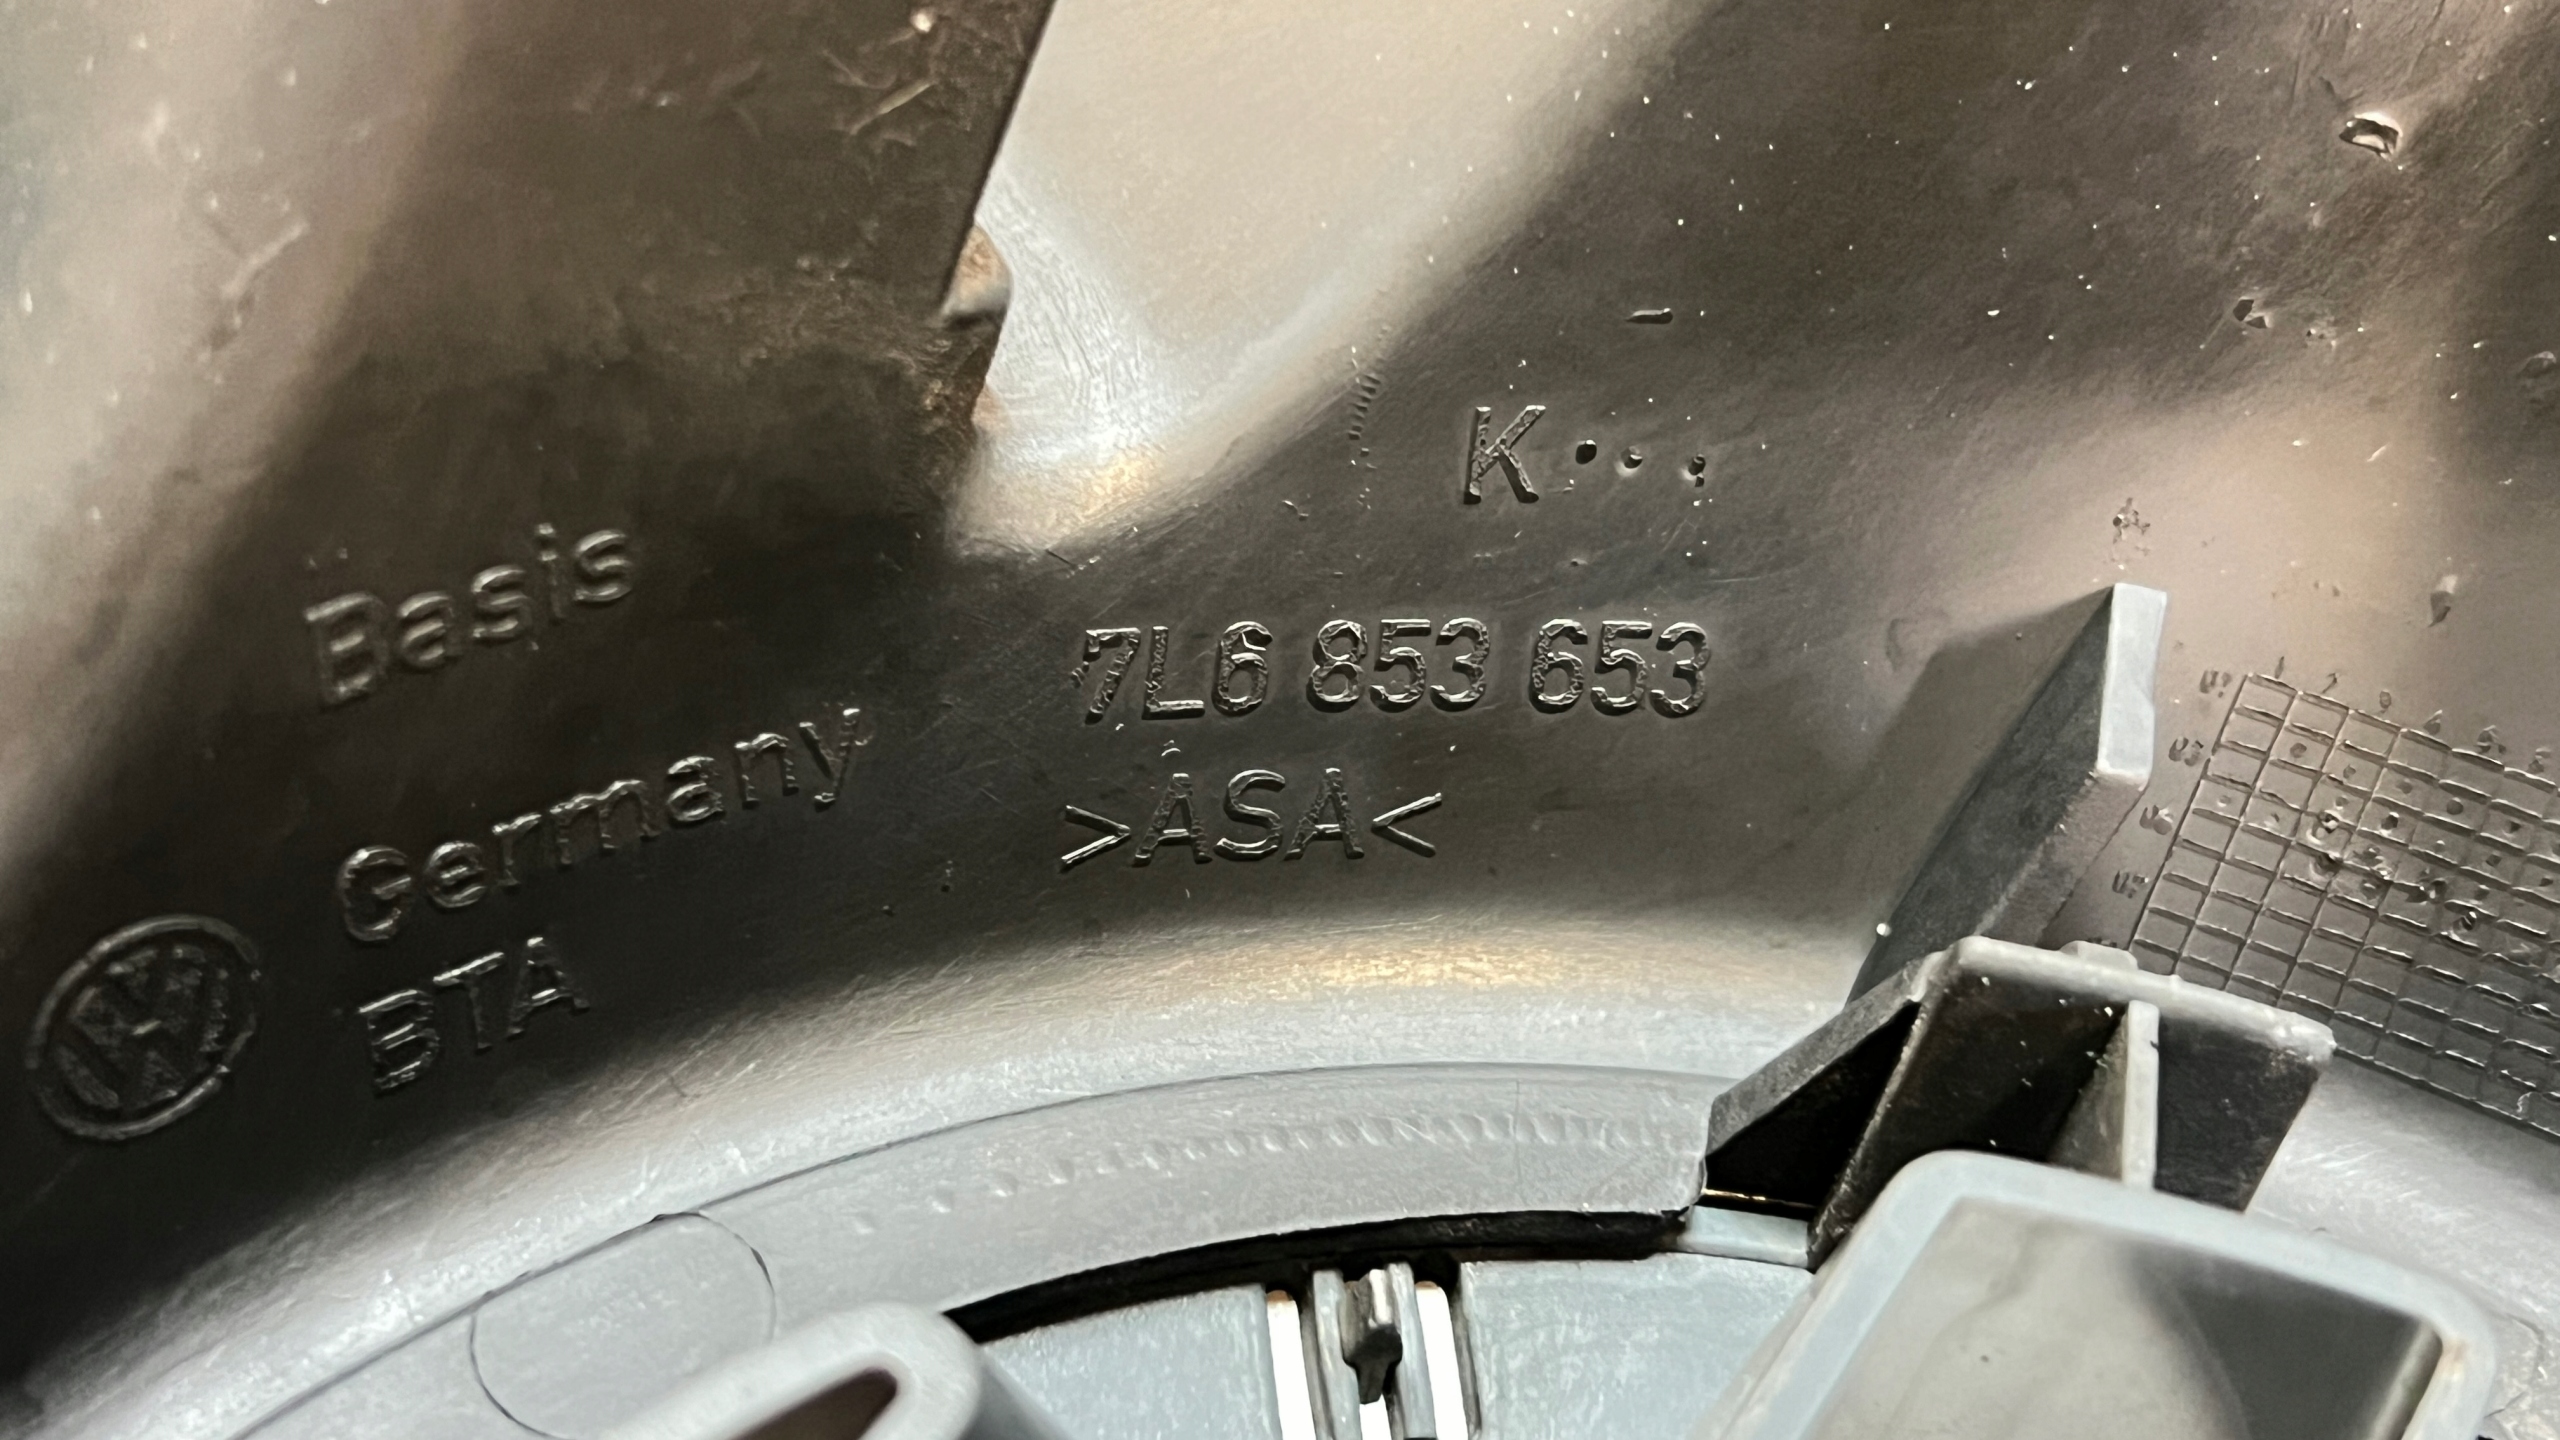 K...
7L6 853 653
>ASA<
Basis
Germany
BTA